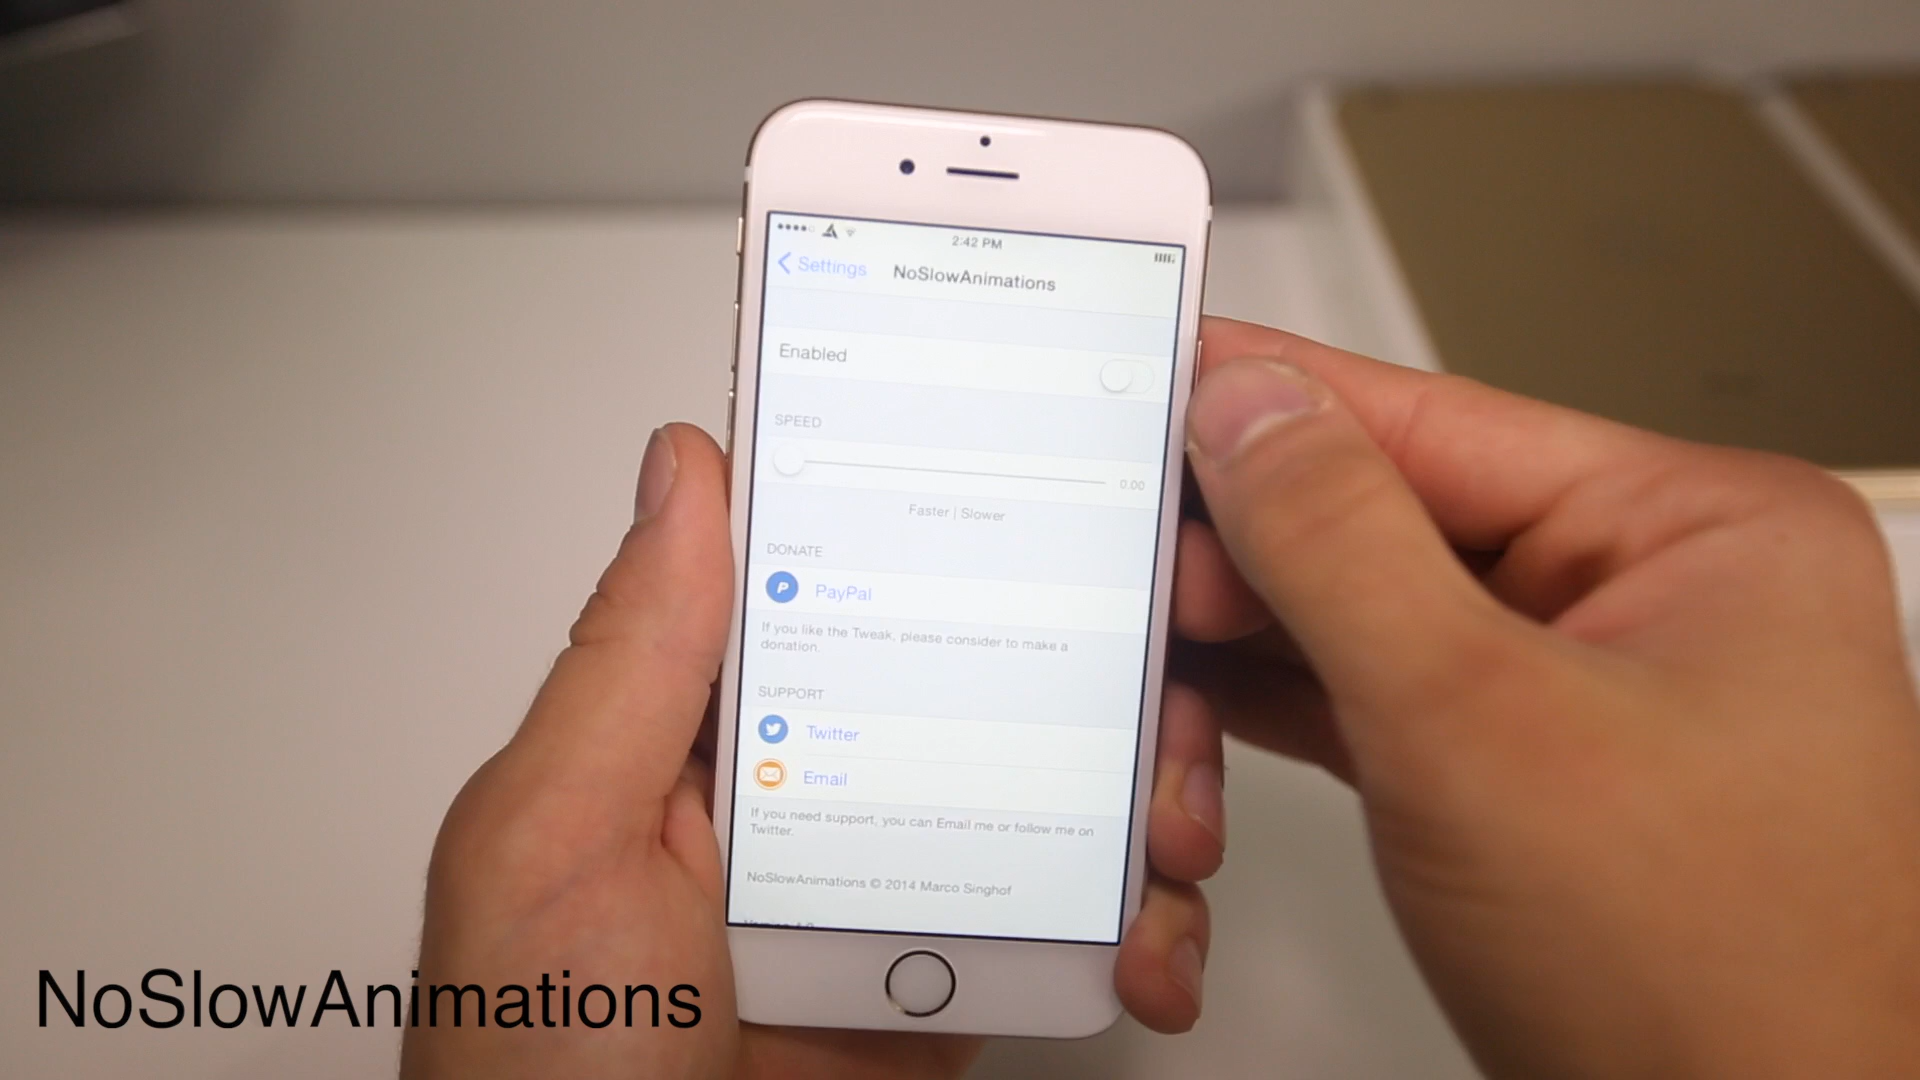 2:42 PM
Settings
NoSlowAnimations
Enabled
SPEED
0.00
Faster | Slower
DONATE
PayPal
If you like the Tweak, please consider to make a
donation.
SUPPORT
Twitter
Email
If you need support, you can Email me or follow me on
Twitter.
NoSlowAnimations © 2014 Marco Singhof
NoSlowAnimations